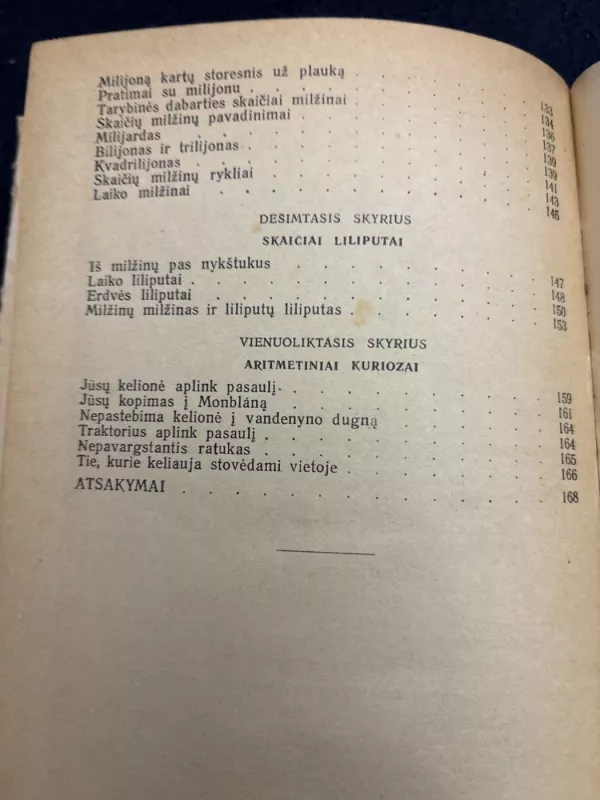 Milijoną kartų storesnis už plauką . . . . . . 133
Pratimai su milijonu . . . . . . . . 134
Tarybinės dabarties skaičiai milžinai . . . . . . 136
Skaičių milžinų pavadinimai . . . . . . . 137
Milijardas . . . . . . . . . . 139
Bilijonas ir trilijonas . . . . . . . . . 139
Kvadrilijonas . . . . . . . . . . 141
Skaičių milžinų rykliai . . . . . . . . 143
Laiko milžinai . . . . . . . . . . 146
DEŠIMTASIS SKYRIUS
SKAIČIAI LILIPUTAI
Iš milžinų pas nykštukus . . . . . . . . 147
Laiko liliputai . . . . . . . . . . 148
Erdvės liliputai . . . . . . . . . . 150
Milžinų milžinas ir liliputų liliputas . . . . . . 153
VIENUOLIKTASIS SKYRIUS
ARITMETINIAI KURIOZAI
Jūsų kelionė aplink pasaulį . . . . . . . 159
Jūsų kopimas į Monbláną . . . . . . . . 161
Nepastebima kelionė į vandenyno dugną . . . . . 164
Traktorius aplink pasaulį . . . . . . . . 164
Nepavargstantis ratukas . . . . . . . . 165
Tie, kurie keliauja stovėdami vietoje . . . . . . 166
ATSAKYMAI . . . . . . . . . . 168